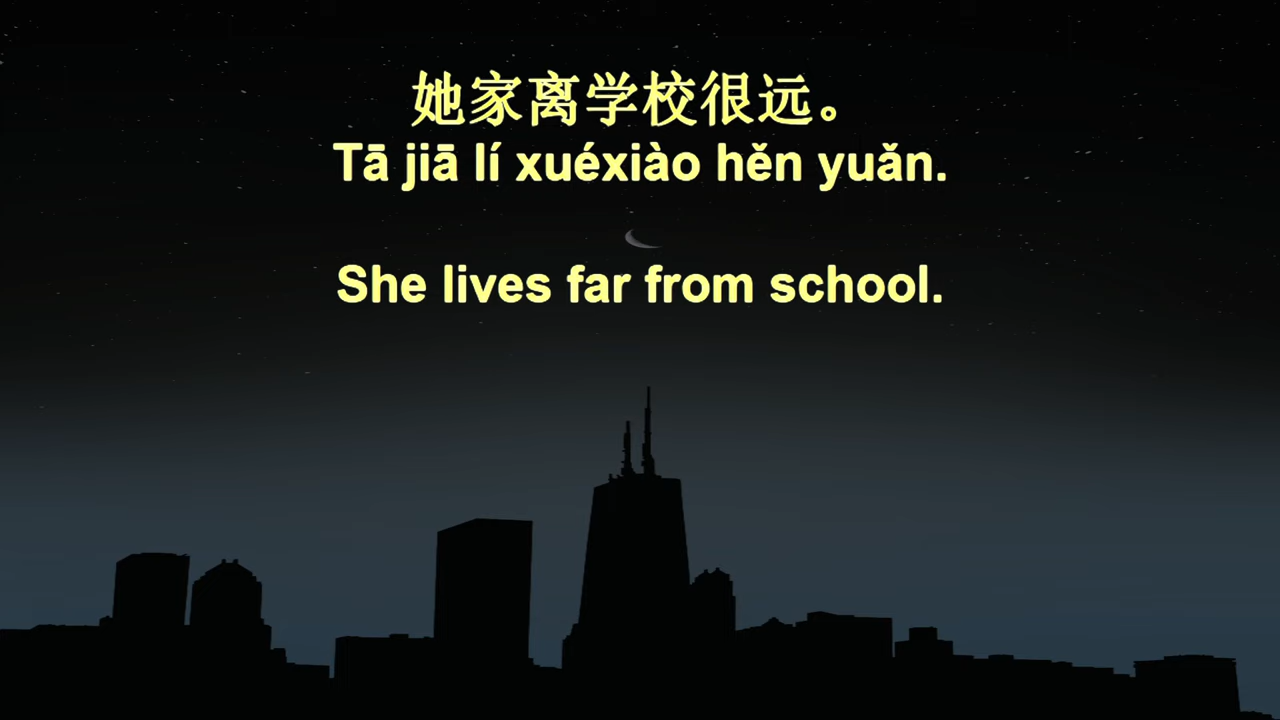 她家离学校很远。
Tā jiā lí xuéxiào hěn yuǎn.
She lives far from school.